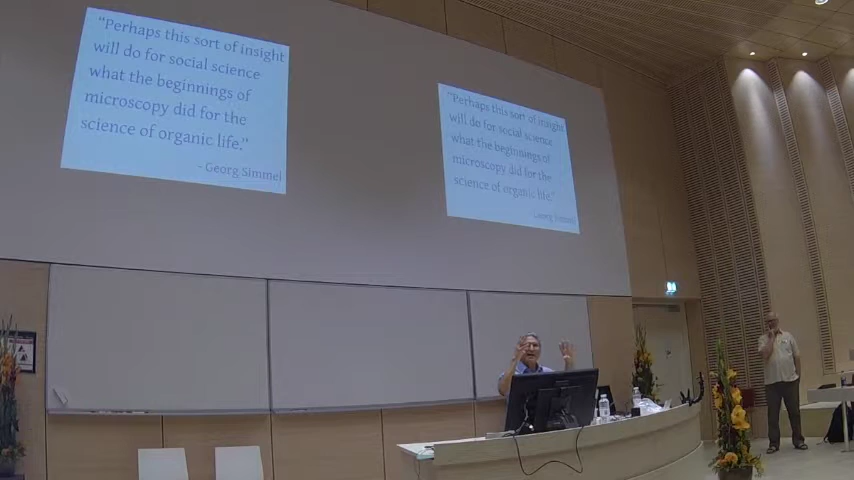 “Perhaps this sort of insight
will do for social science
what the beginnings of
microscopy did for the
science of organic life.”
– Georg Simmel
“Perhaps this sort of insight
will do for social science
what the beginnings of
microscopy did for the
science of organic life.”
– Georg Simmel